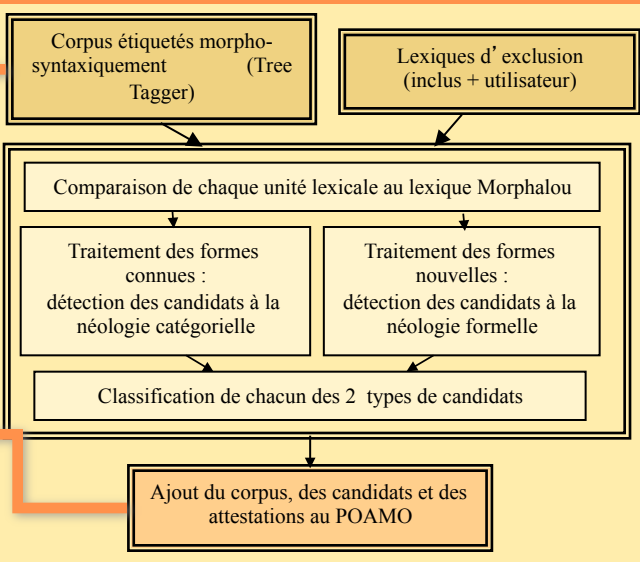 Corpus étiquetés morpho-
syntaxiquement (Tree
Tagger)
Lexiques d’exclusion
(inclus + utilisateur)
Comparaison de chaque unité lexicale au lexique Morphalou
Traitement des formes
connues :
détection des candidats à la
néologie catégorielle
Traitement des formes
nouvelles :
détection des candidats à la
néologie formelle
Classification de chacun des 2 types de candidats
Ajout du corpus, des candidats et des
attestations au POAMO